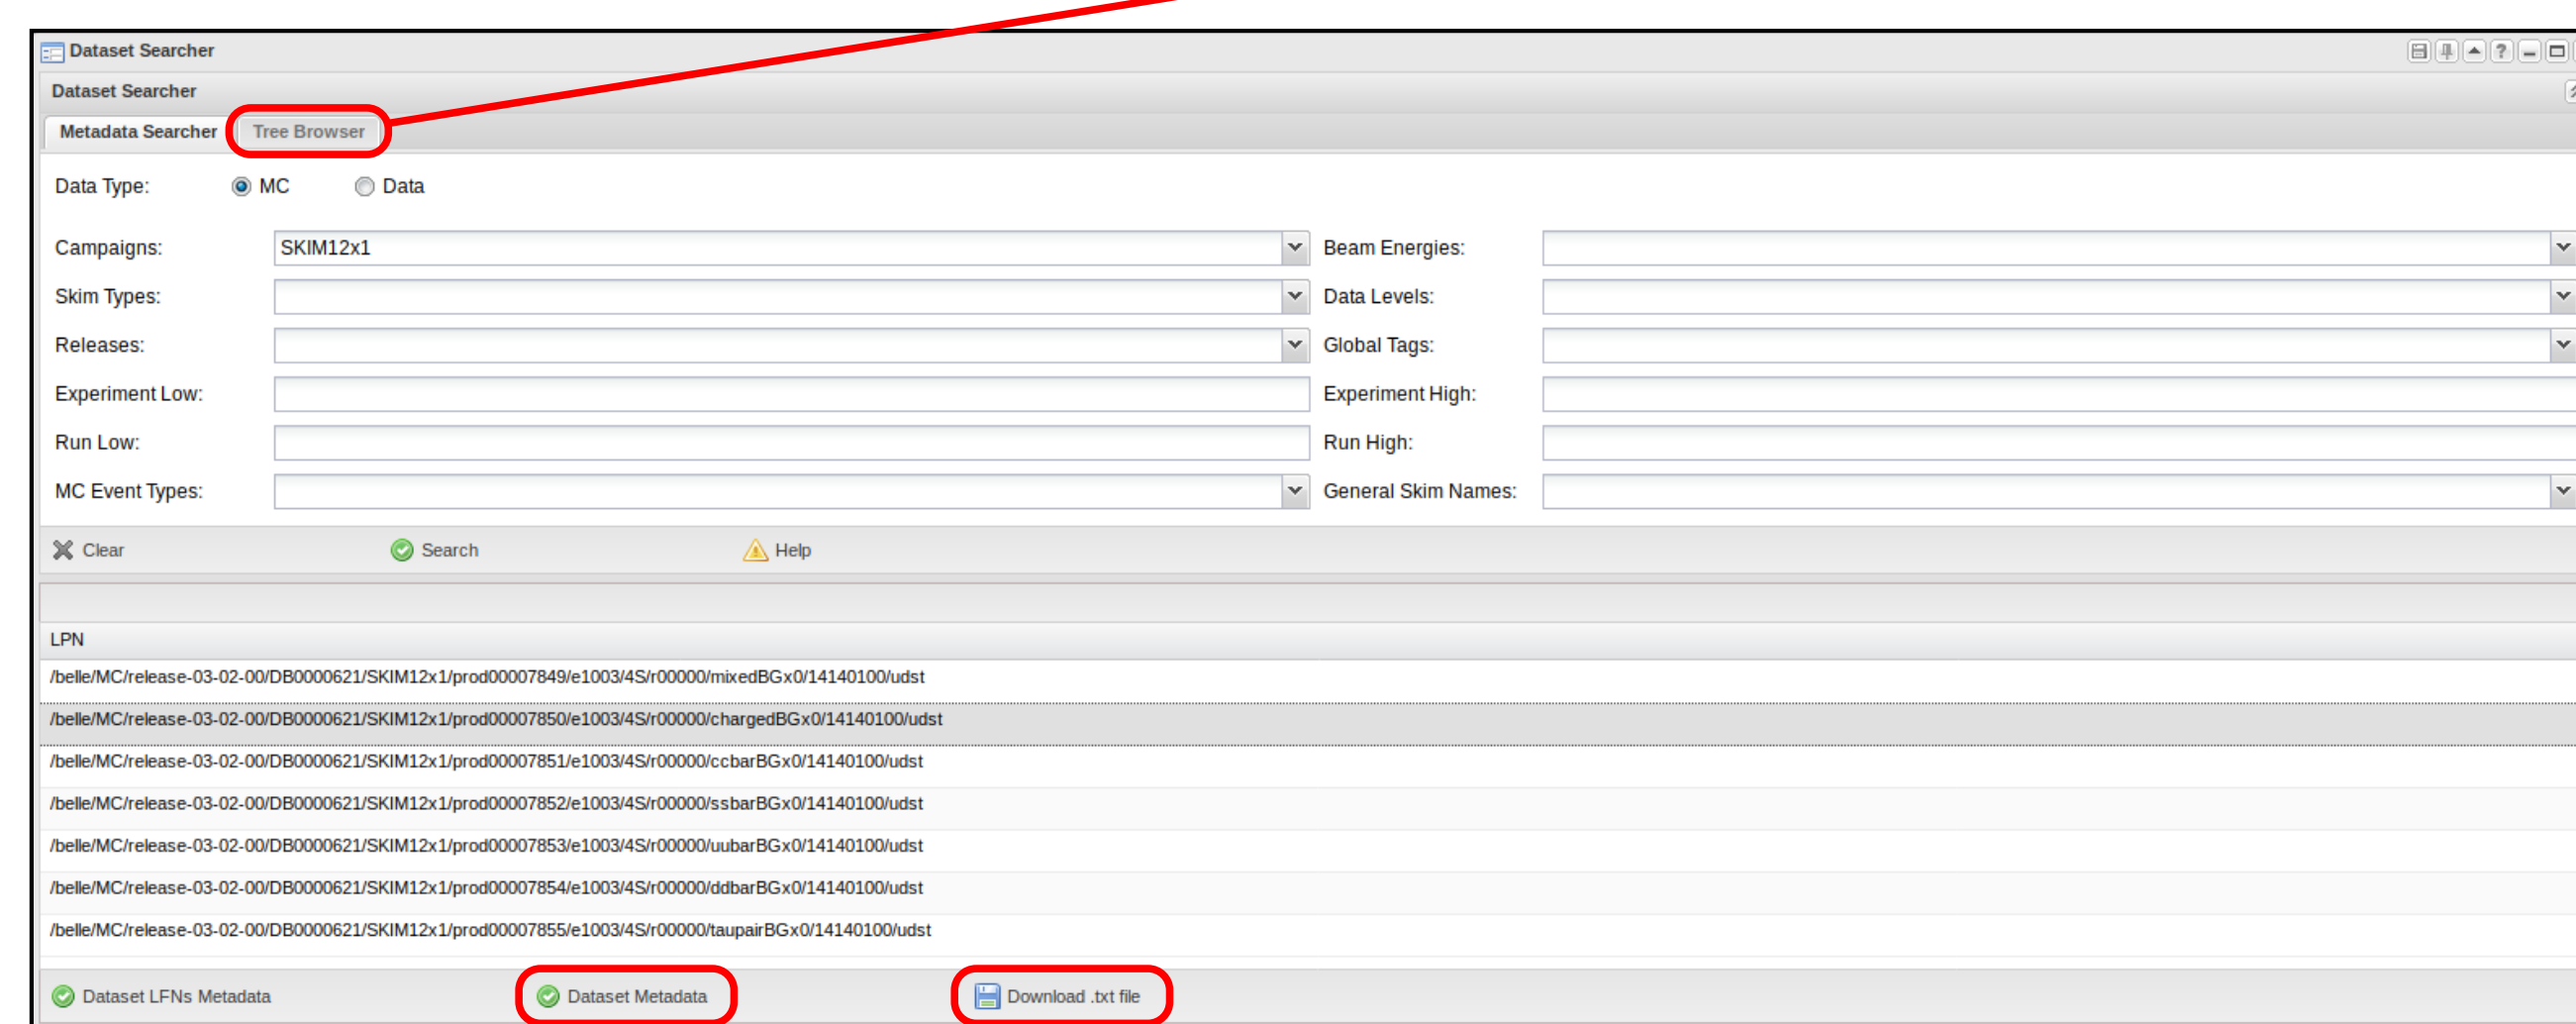 Dataset Searcher
Dataset Searcher
Metadata Searcher Tree Browser
Data Type: MC Data
Campaigns: SKIM12x1 Beam Energies:
Skim Types: Data Levels:
Releases: Global Tags:
Experiment Low: Experiment High:
Run Low: Run High:
MC Event Types: General Skim Names:
Clear Search Help
LPN
/belle/MC/release-03-02-00/DB0000621/SKIM12x1/prod00007849/e1003/4S/r00000/mixedBGx0/14140100/udst
/belle/MC/release-03-02-00/DB0000621/SKIM12x1/prod00007850/e1003/4S/r00000/chargedBGx0/14140100/udst
/belle/MC/release-03-02-00/DB0000621/SKIM12x1/prod00007851/e1003/4S/r00000/ccbarBGx0/14140100/udst
/belle/MC/release-03-02-00/DB0000621/SKIM12x1/prod00007852/e1003/4S/r00000/ssbarBGx0/14140100/udst
/belle/MC/release-03-02-00/DB0000621/SKIM12x1/prod00007853/e1003/4S/r00000/uubarBGx0/14140100/udst
/belle/MC/release-03-02-00/DB0000621/SKIM12x1/prod00007854/e1003/4S/r00000/ddbarBGx0/14140100/udst
/belle/MC/release-03-02-00/DB0000621/SKIM12x1/prod00007855/e1003/4S/r00000/taupairBGx0/14140100/udst
Dataset LFNs Metadata Dataset Metadata Download .txt file